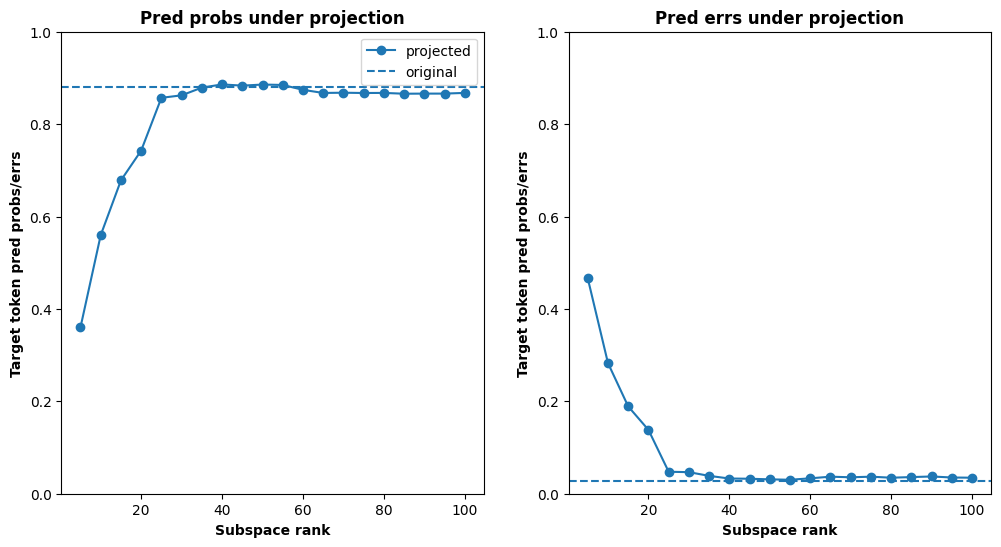 Pred probs under projection
1.0
0.8
0.6
0.4
0.2
0.0
Target token pred probs/errs
projected
original
20
40
60
80
100
Subspace rank
Pred errs under projection
1.0
0.8
0.6
0.4
0.2
0.0
Target token pred probs/errs
20
40
60
80
100
Subspace rank